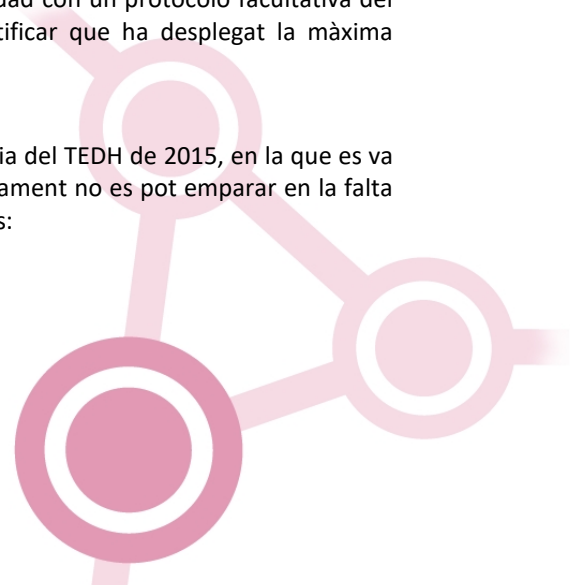 con un protocolo facultativa del
tificar que ha desplegat la màxima
ia del TEDH de 2015, en la que es va
ament no es pot emparar en la falta
s: